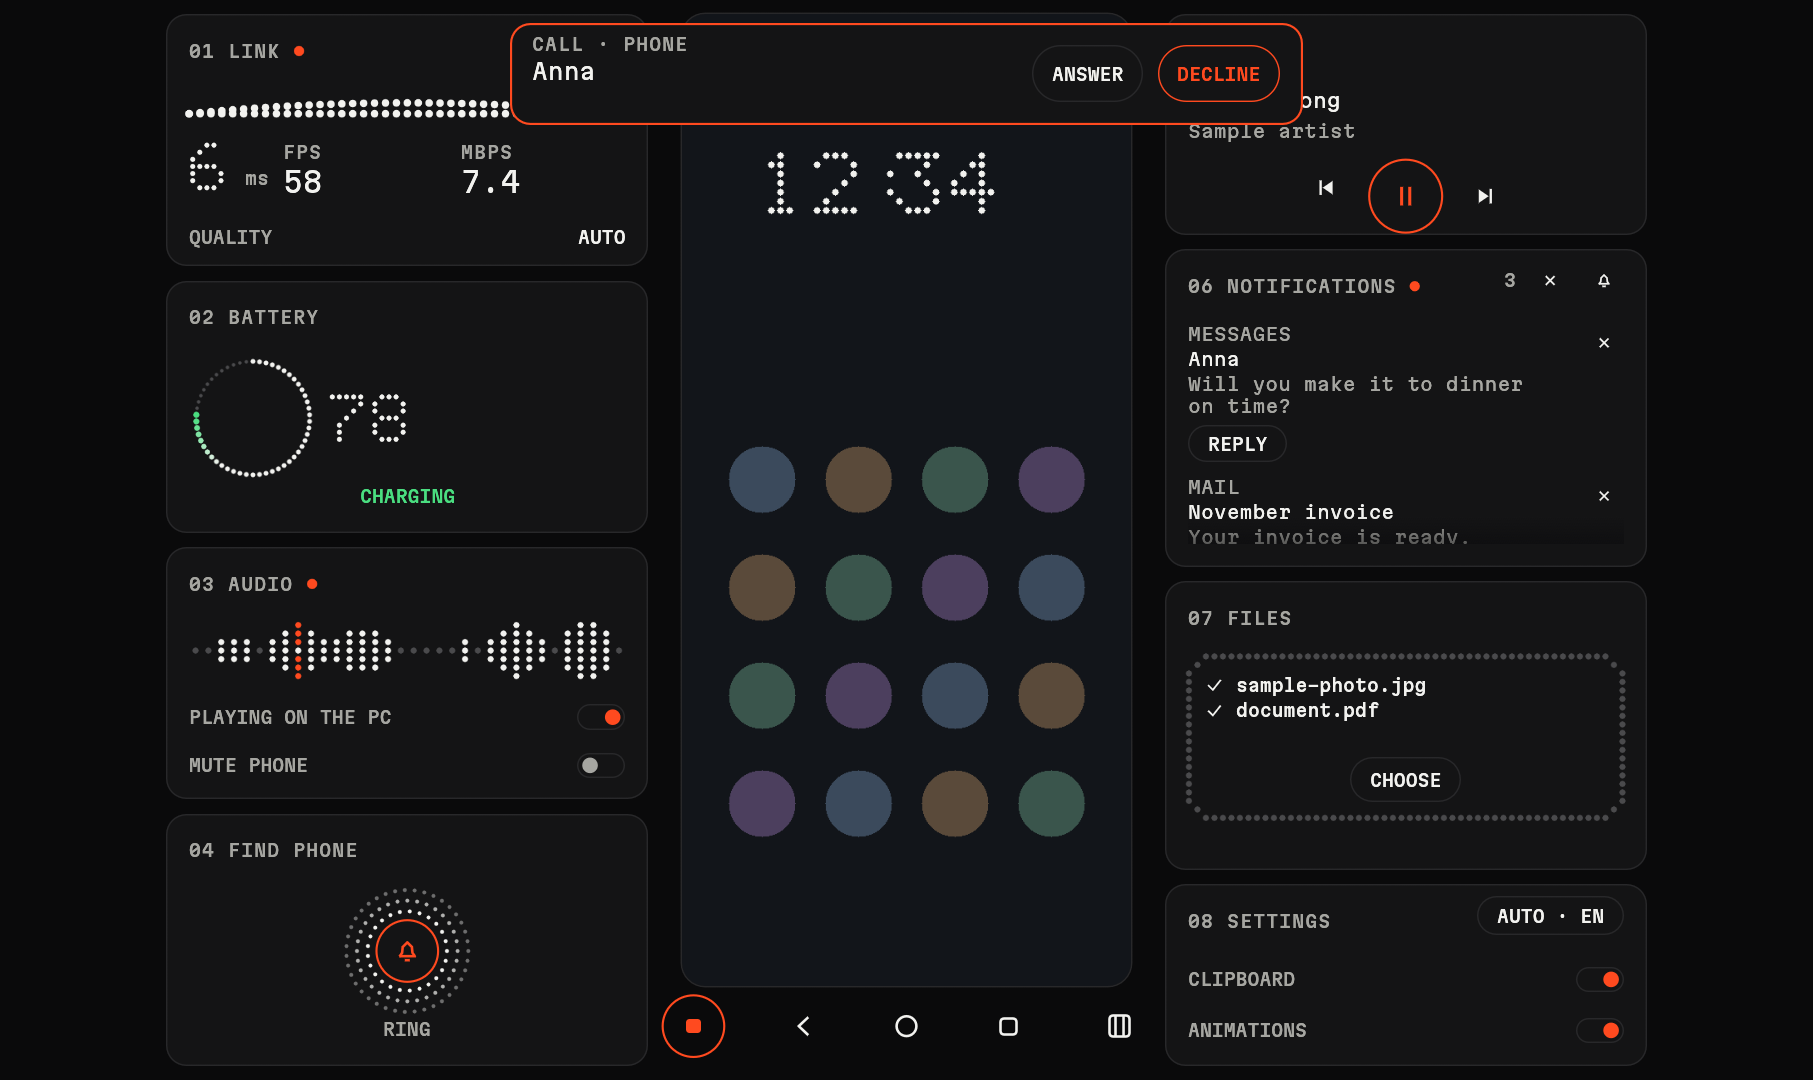 CALL · PHONE
Anna
ANSWER
DECLINE
01 LINK
6 ms
FPS
58
MBPS
7.4
QUALITY
AUTO
02 BATTERY
78
CHARGING
03 AUDIO
PLAYING ON THE PC
MUTE PHONE
04 FIND PHONE
RING
12 34
Sample artist
06 NOTIFICATIONS
3
MESSAGES
Anna
Will you make it to dinner
on time?
REPLY
MAIL
November invoice
Your invoice is ready.
07 FILES
sample-photo.jpg
document.pdf
CHOOSE
08 SETTINGS
AUTO · EN
CLIPBOARD
ANIMATIONS